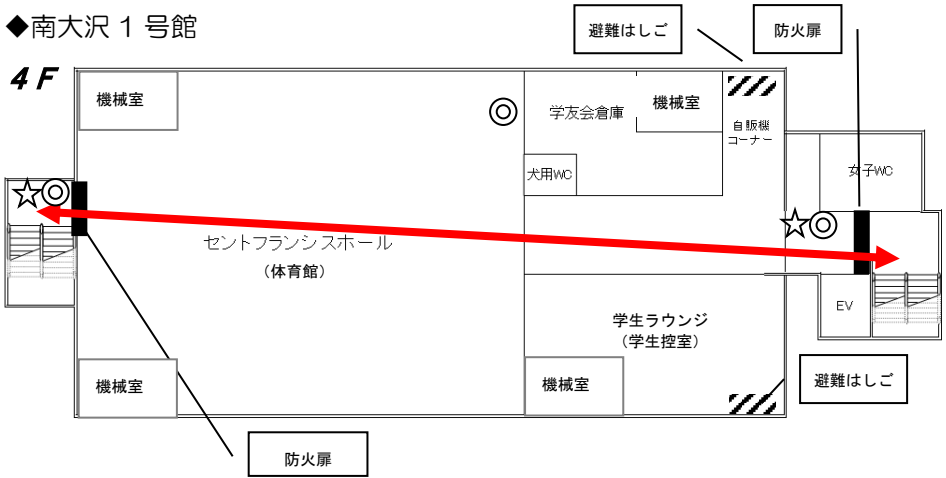 ◆南大沢 1 号館
避難はしご
防火扉
4 F
機械室
学友会倉庫
機械室
自販機
コーナー
犬用WC
女子WC
セントフランシスホール
(体育館)
EV
学生ラウンジ
(学生控室)
機械室
機械室
避難はしご
防火扉